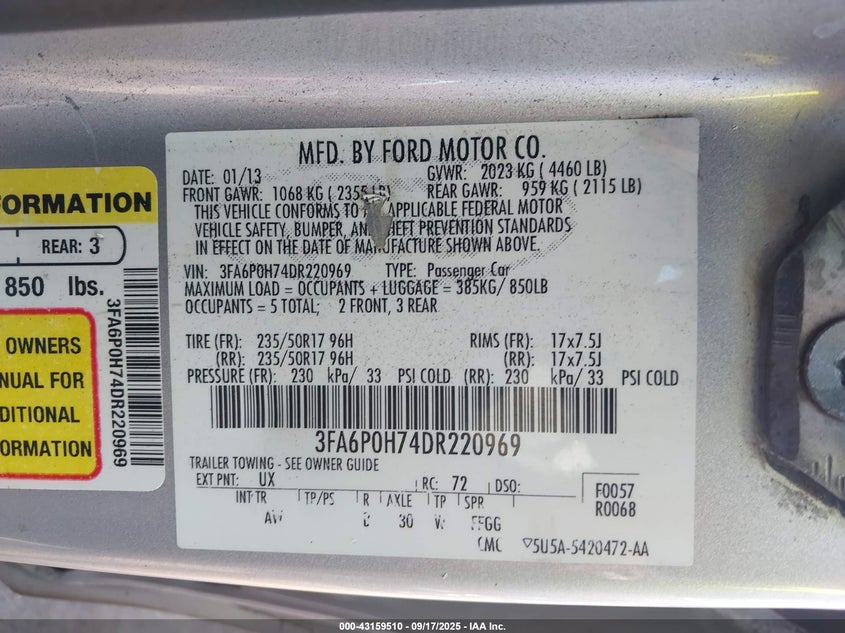 MFD. BY FORD MOTOR CO.
DATE: 01/13 GVWR: 2023 KG ( 4460 LB)
FRONT GAWR: 1068 KG ( 2355 LB) REAR GAWR: 959 KG ( 2115 LB)
THIS VEHICLE CONFORMS TO APPLICABLE FEDERAL MOTOR
VEHICLE SAFETY, BUMPER, AND THEFT PREVENTION STANDARDS
IN EFFECT ON THE DATE OF MANUFACTURE SHOWN ABOVE.
VIN: 3FA6P0H74DR220969 TYPE: Passenger Car
MAXIMUM LOAD = OCCUPANTS + LUGGAGE = 385KG/ 850LB
OCCUPANTS = 5 TOTAL; 2 FRONT, 3 REAR
TIRE (FR): 235/50R17 96H RIMS (FR): 17x7.5J
(RR): 235/50R17 96H (RR): 17x7.5J
PRESSURE (FR): 230 kPa/ 33 PSI COLD (RR): 230 kPa/ 33 PSI COLD
3FA6P0H74DR220969
TRAILER TOWING - SEE OWNER GUIDE
EXT PNT: UX RC: 72 DSO:
INT TR TP/PS R AXLE TP SPR
AW 30 FFGG
F0057
R0068
CMC ▽5U5A-5420472-AA
FORMATION
REAR: 3
850 lbs.
OWNERS
NUAL FOR
DITIONAL
FORMATION
3FA6P0H74DR220969
000-43159510 - 09/17/2025 - IAA Inc.